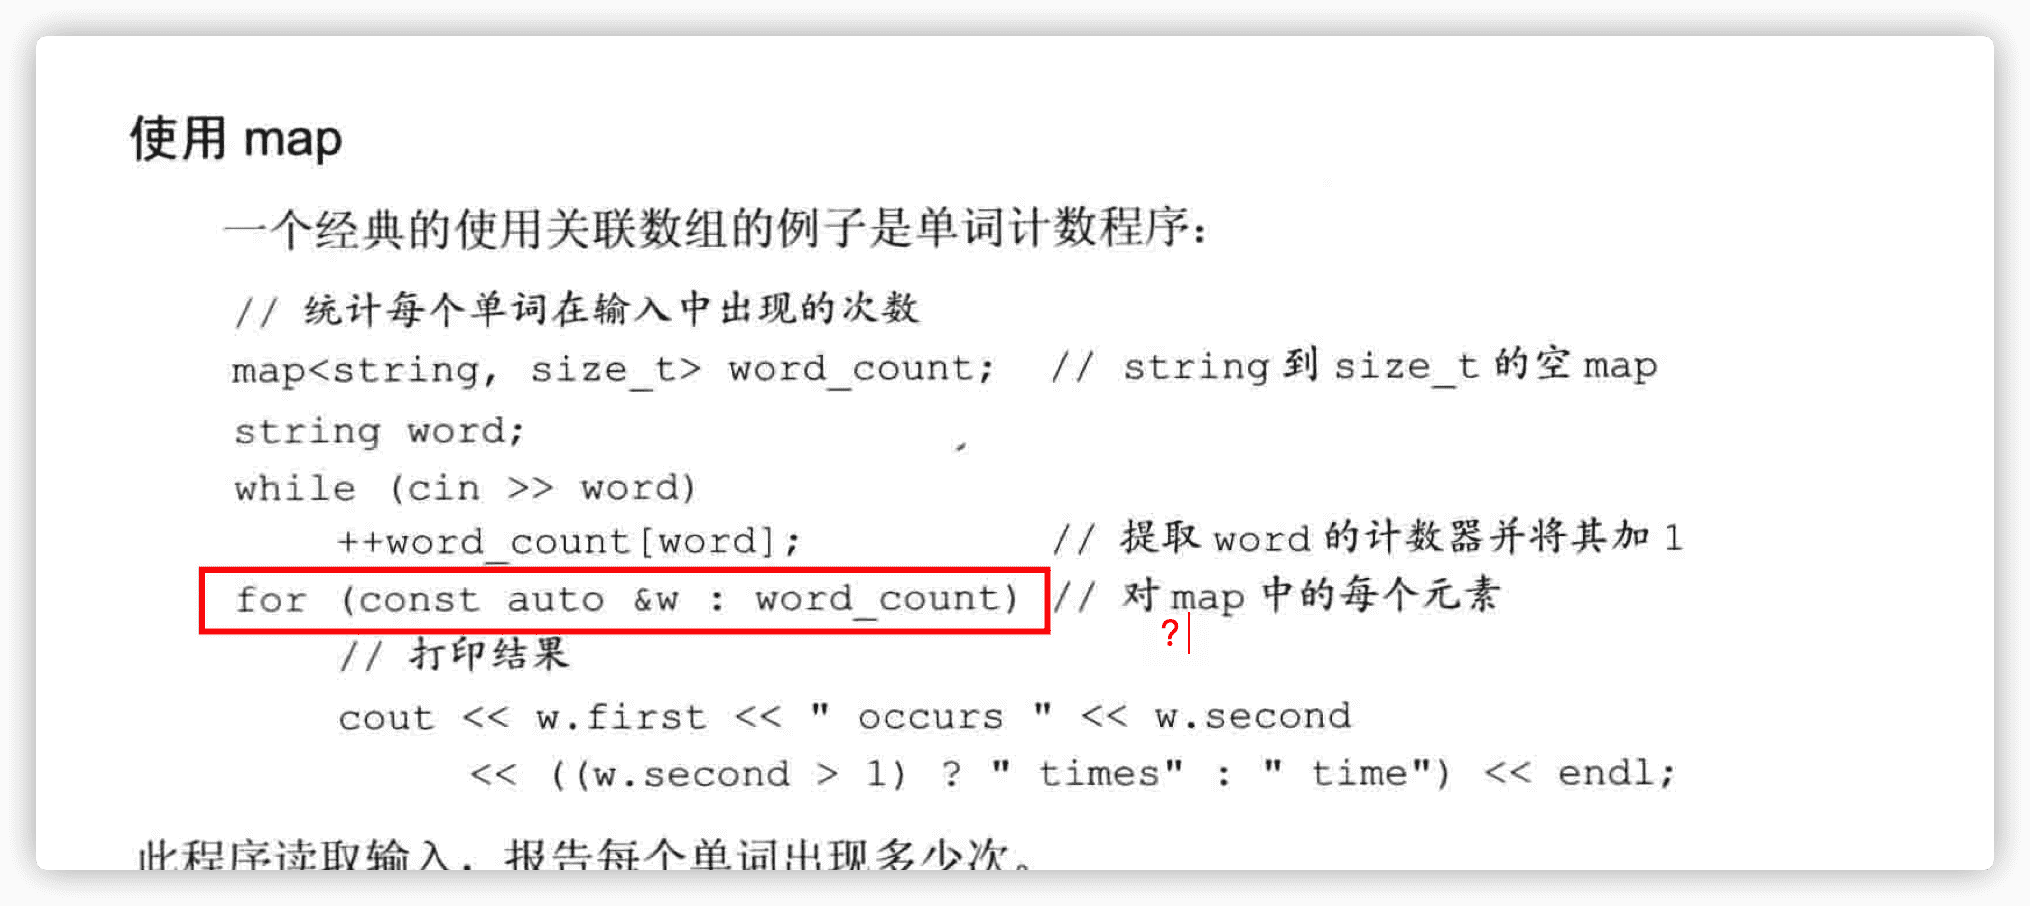 使用 map
一个经典的使用关联数组的例子是单词计数程序：
// 统计每个单词在输入中出现的次数
map<string, size_t> word_count;  // string 到 size_t 的空 map
string word;
while (cin >> word)
++word_count[word];  // 提取 word 的计数器并将其加 1
for (const auto &w : word_count) // 对 map 中的每个元素
?
// 打印结果
cout << w.first << " occurs " << w.second
<< ((w.second > 1) ? " times" : " time") << endl;
此程序读取输入，报告每个单词出现多少次。